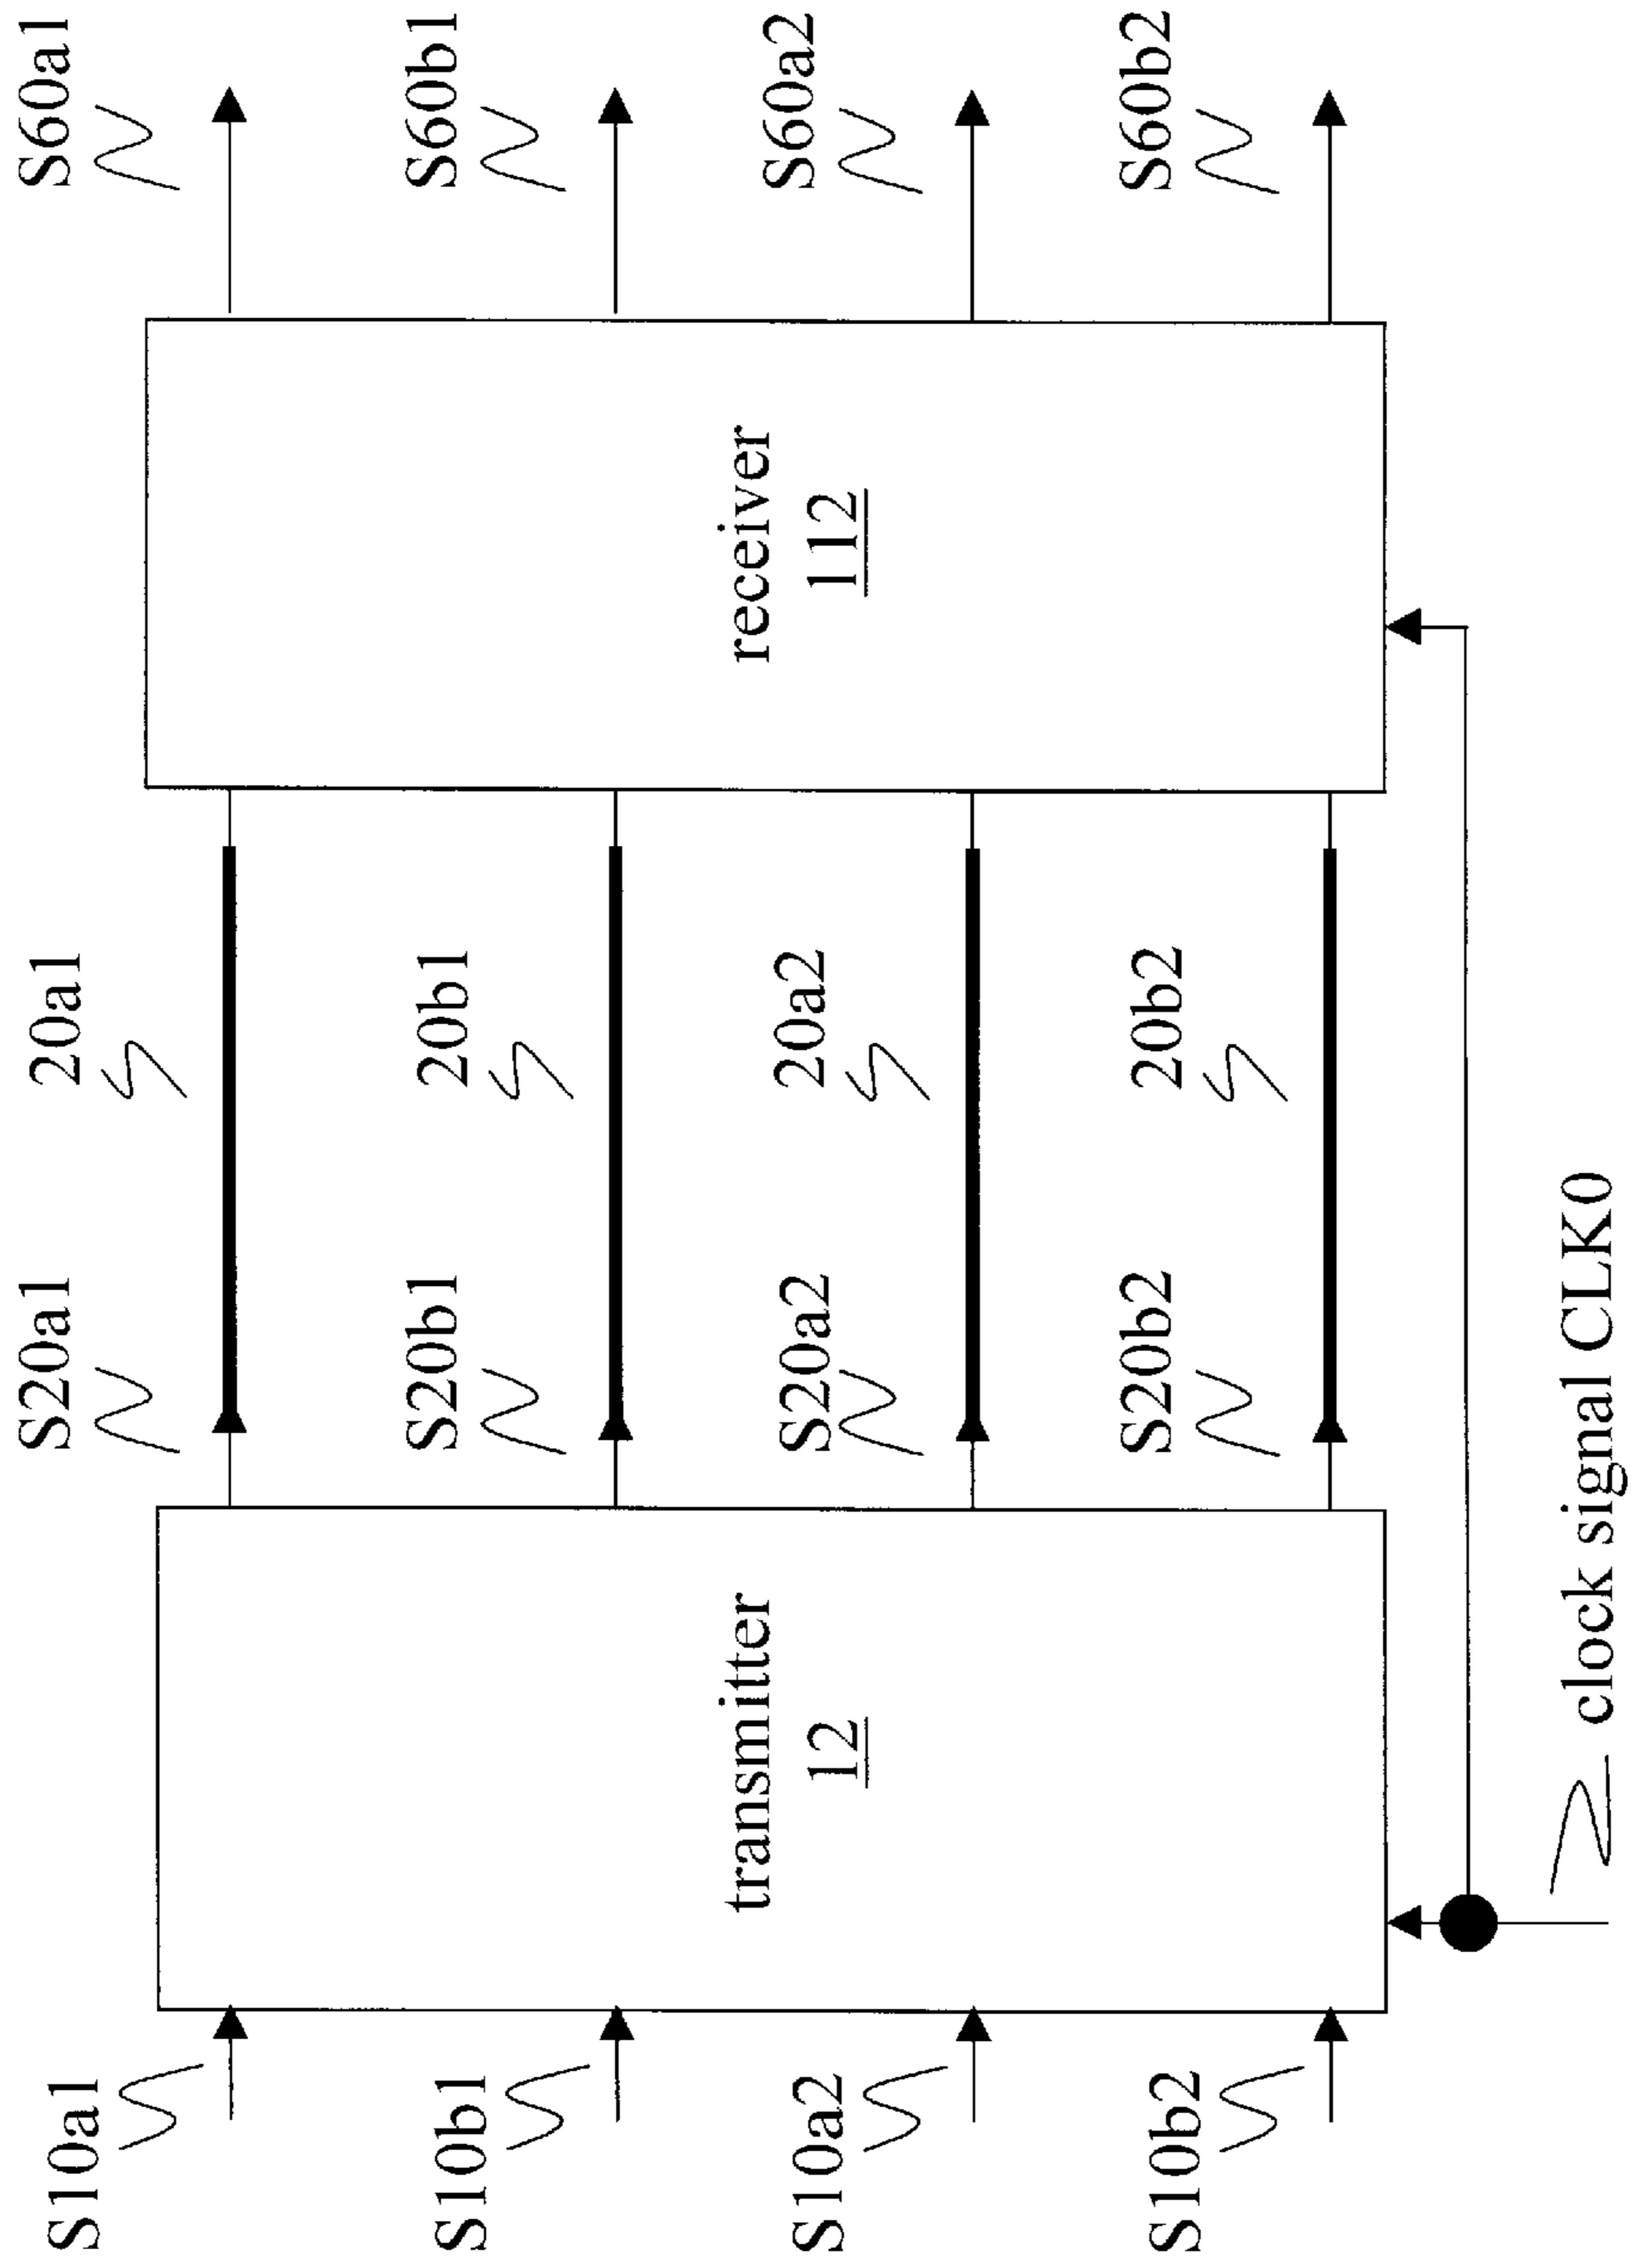 S10a1
S20a1
20a1
S60a1
S10b1
S20b1
20b1
S60b1
transmitter
12
receiver
112
S10a2
S20a2
20a2
S60a2
S10b2
S20b2
20b2
S60b2
clock signal CLK0